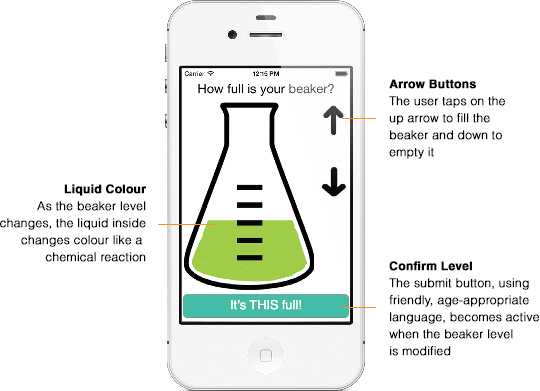 Carrier 12:15 PM
How full is your beaker?
It's THIS full!
Arrow Buttons
The user taps on the
up arrow to fill the
beaker and down to
empty it
Liquid Colour
As the beaker level
changes, the liquid inside
changes colour like a
chemical reaction
Confirm Level
The submit button, using
friendly, age-appropriate
language, becomes active
when the beaker level
is modified